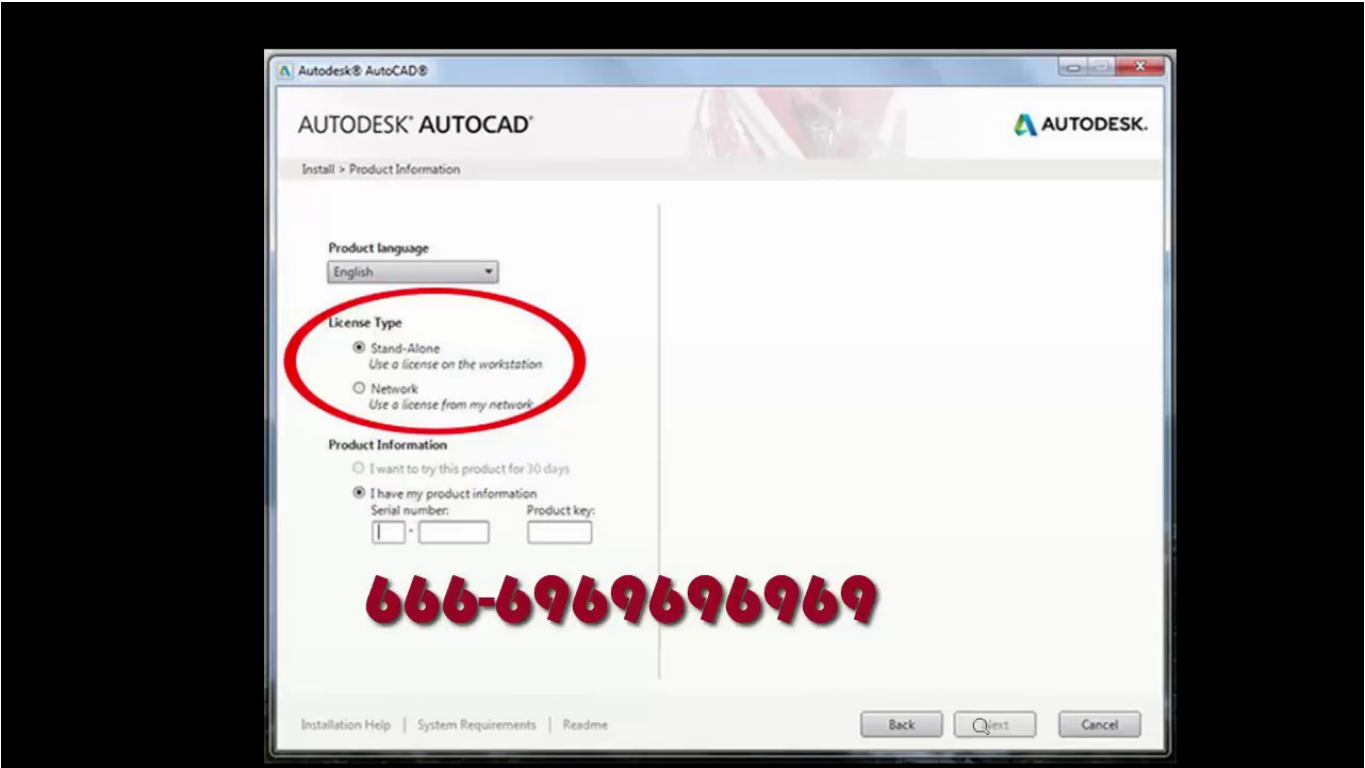 Autodesk® AutoCAD®
AUTODESK® AUTOCAD®
AUTODESK.
Install > Product Information
Product language
English
License Type
Stand-Alone
Use a license on the workstation
Network
Use a license from my network
Product Information
I want to try this product for 30 days
I have my product information
Serial number: Product key:
-
666-6969696969
Installation Help | System Requirements | Readme
Back Next Cancel